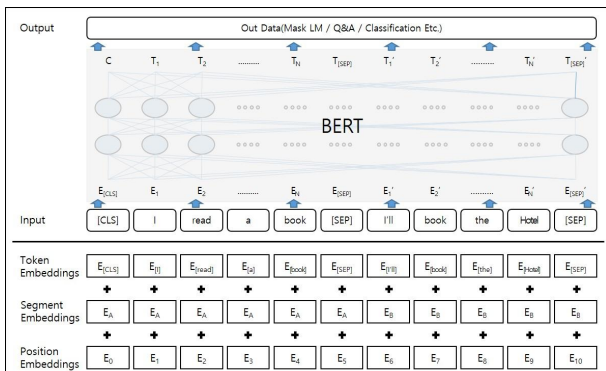 Output Out Data(Mask LM / Q&A / Classification Etc.)
C T1 T2 .......... TN T[SEP] T1' T2' .......... TN' T[SEP]'
BERT
E[CLS] E1 E2 .......... EN E[SEP] E1' E2' .......... EN' E[SEP]'
Input [CLS] I read a book [SEP] I'll book the Hotel [SEP]
Token
Embeddings E[CLS] E[I] E[read] E[a] E[book] E[SEP] E[I'll] E[book] E[the] E[Hotel] E[SEP]
+ + + + + + + + + + +
Segment
Embeddings EA EA EA EA EA EA EB EB EB EB EB
+ + + + + + + + + + +
Position
Embeddings E0 E1 E2 E3 E4 E5 E6 E7 E8 E9 E10